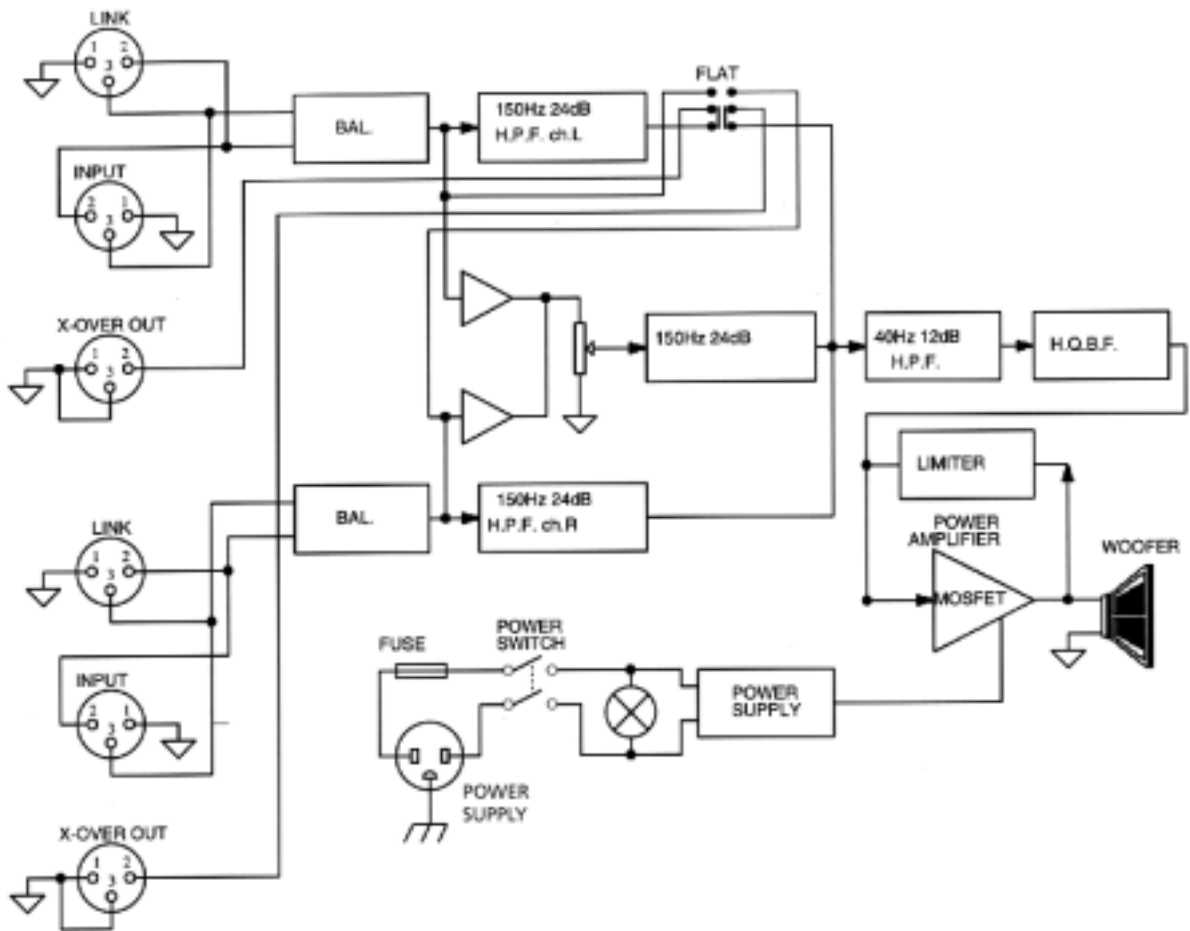 LINK
1 2
3
FLAT
BAL.
150Hz 24dB
H.P.F. ch.L
INPUT
2 1
3
X-OVER OUT
1 2
3
150Hz 24dB
40Hz 12dB
H.P.F.
H.Q.B.F.
LIMITER
BAL.
150Hz 24dB
H.P.F. ch.R
LINK
1 2
3
POWER
AMPLIFIER
MOSFET
WOOFER
FUSE
POWER
SWITCH
INPUT
2 1
3
POWER
SUPPLY
POWER
SUPPLY
X-OVER OUT
1 2
3